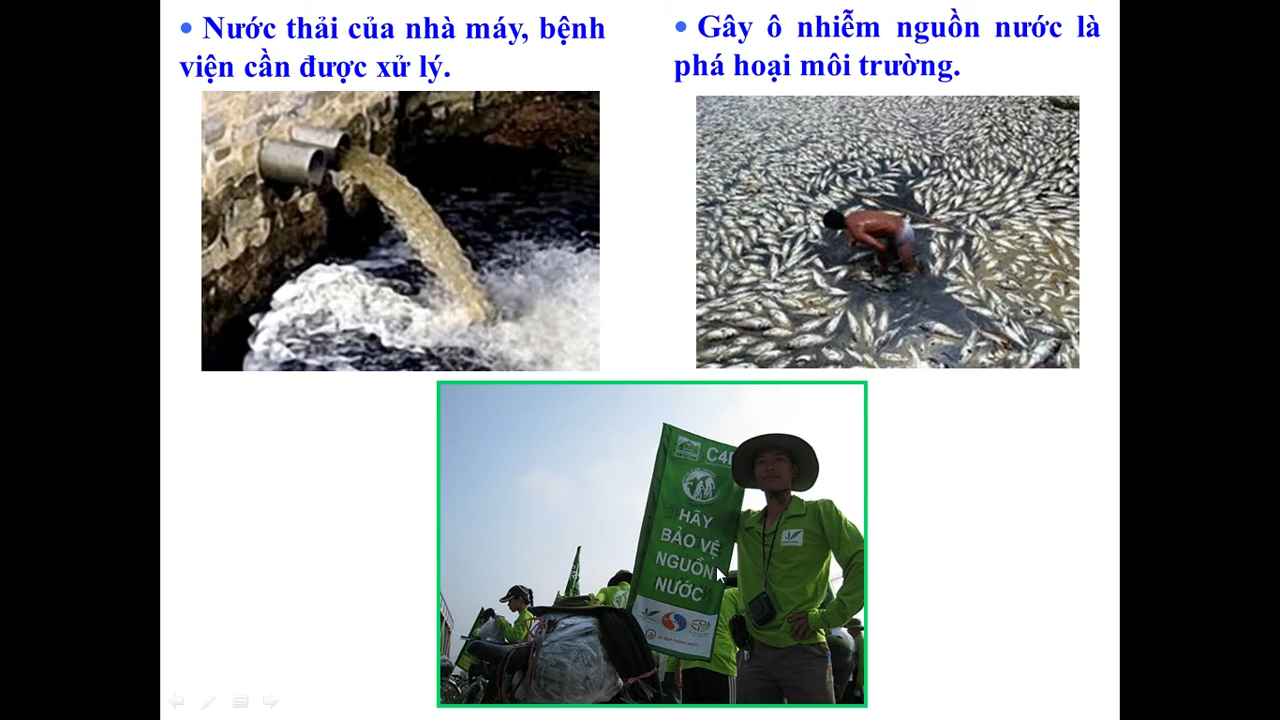 • Nước thải của nhà máy, bệnh
viện cần được xử lý.
• Gây ô nhiễm nguồn nước là
phá hoại môi trường.
C4
HÃY
BẢO VỆ
NGUỒN
NƯỚC